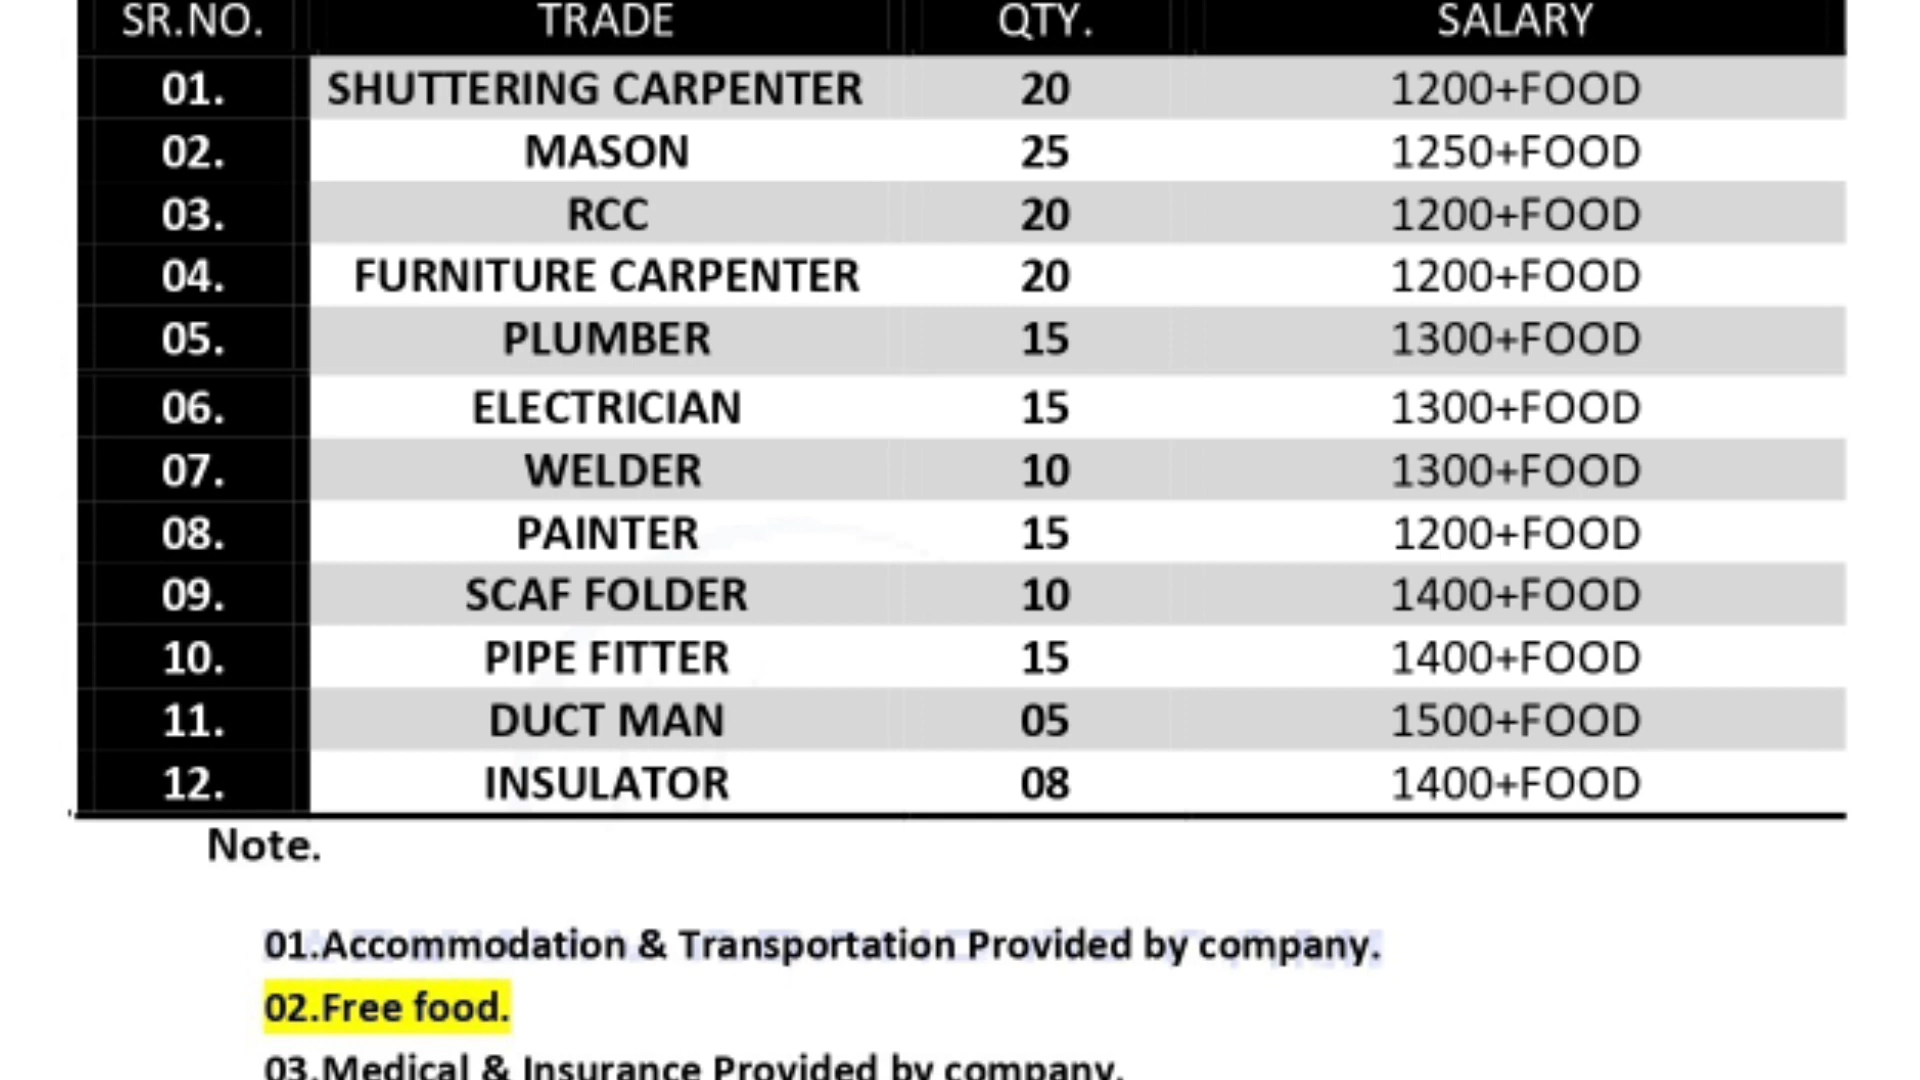 SR.NO. TRADE QTY. SALARY
01. SHUTTERING CARPENTER 20 1200+FOOD
02. MASON 25 1250+FOOD
03. RCC 20 1200+FOOD
04. FURNITURE CARPENTER 20 1200+FOOD
05. PLUMBER 15 1300+FOOD
06. ELECTRICIAN 15 1300+FOOD
07. WELDER 10 1300+FOOD
08. PAINTER 15 1200+FOOD
09. SCAF FOLDER 10 1400+FOOD
10. PIPE FITTER 15 1400+FOOD
11. DUCT MAN 05 1500+FOOD
12. INSULATOR 08 1400+FOOD
Note.
01.Accommodation & Transportation Provided by company.
02.Free food.
03.Medical & Insurance Provided by company.